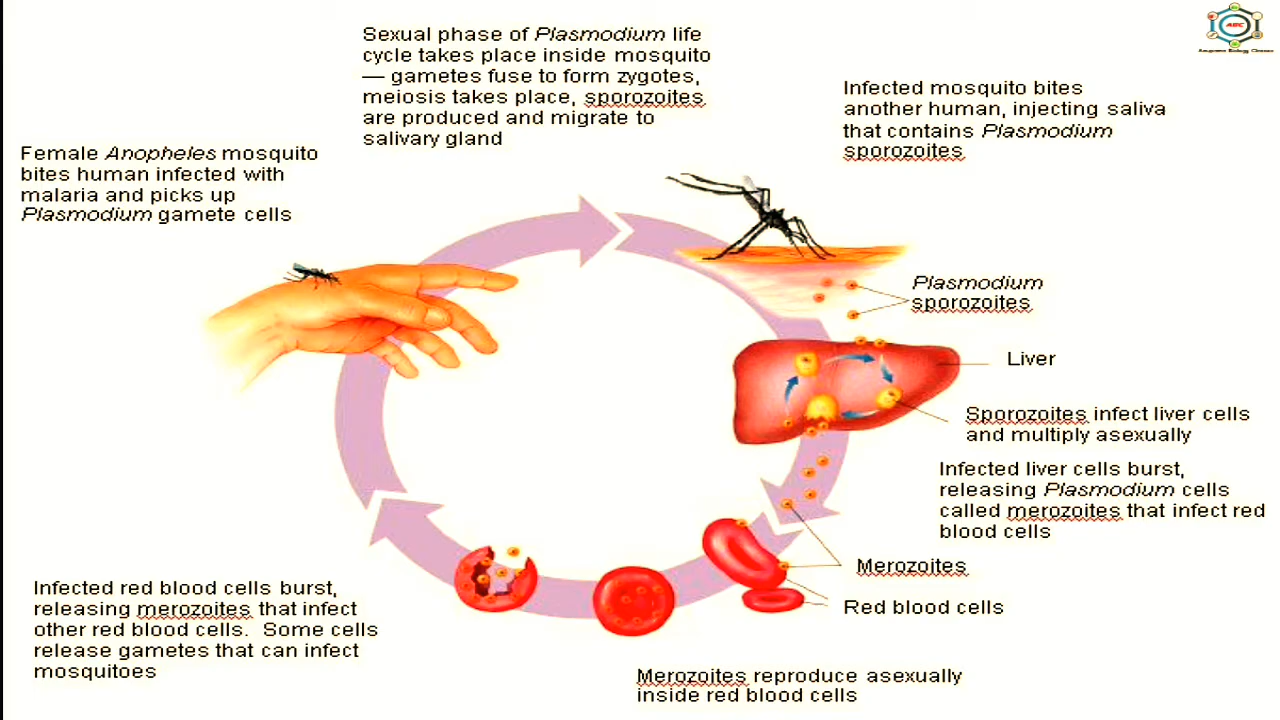 Sexual phase of Plasmodium life
cycle takes place inside mosquito
— gametes fuse to form zygotes,
meiosis takes place, sporozoites
are produced and migrate to
salivary gland
ABC
Anupam Biology Classes
Infected mosquito bites
another human, injecting saliva
that contains Plasmodium
sporozoites
Female Anopheles mosquito
bites human infected with
malaria and picks up
Plasmodium gamete cells
Plasmodium
sporozoites
Liver
Sporozoites infect liver cells
and multiply asexually
Infected liver cells burst,
releasing Plasmodium cells
called merozoites that infect red
blood cells
Merozoites
Red blood cells
Infected red blood cells burst,
releasing merozoites that infect
other red blood cells. Some cells
release gametes that can infect
mosquitoes
Merozoites reproduce asexually
inside red blood cells